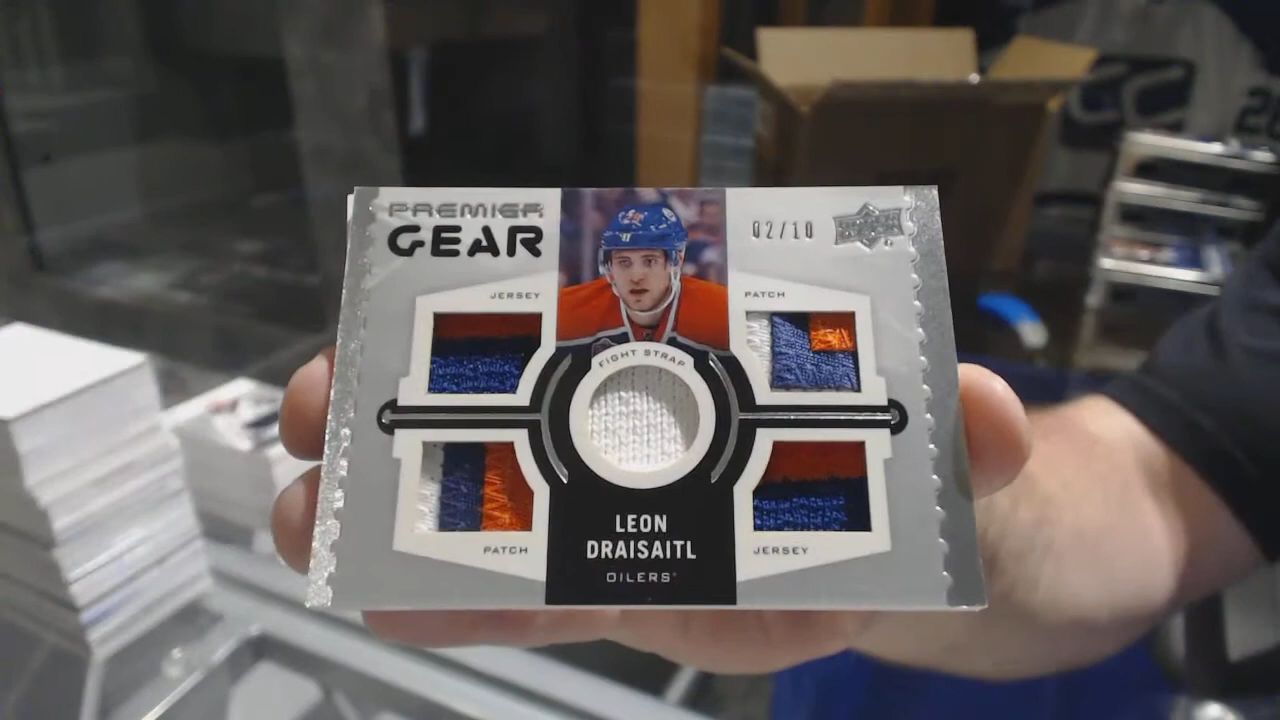 PREMIER
GEAR
02/10
JERSEY
PATCH
FIGHT STRAP
PATCH
JERSEY
LEON
DRAISAITL
OILERS